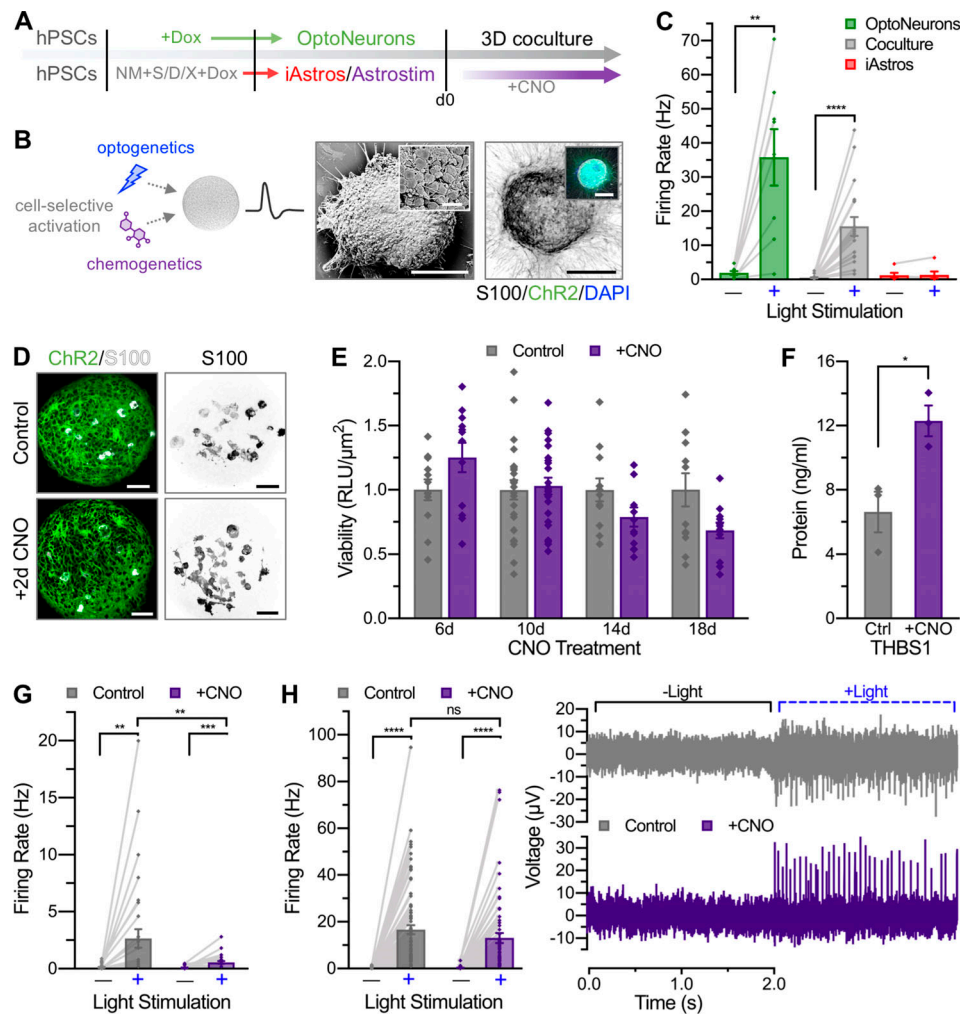 A
hPSCs +Dox OptoNeurons 3D coculture
hPSCs NM+S/D/X+Dox iAstros/Astrostim +CNO
d0
B
optogenetics
cell-selective
activation
chemogenetics
S100/ChR2/DAPI
C
OptoNeurons
Coculture
iAstros
** ****
Firing Rate (Hz)
70
60
50
40
30
20
10
0
— + — + — +
Light Stimulation
D
ChR2/S100 S100
Control
+2d CNO
E
Control +CNO
Viability (RLU/µm²)
2.0
1.5
1.0
0.5
0.0
6d 10d 14d 18d
CNO Treatment
F
*
Protein (ng/ml)
16
12
8
4
0
Ctrl +CNO
THBS1
G
Control +CNO
**
** ***
Firing Rate (Hz)
20
15
10
5
0
— + — +
Light Stimulation
H
Control +CNO
ns
**** ****
Firing Rate (Hz)
100
80
60
40
20
0
— + — +
Light Stimulation
-Light +Light
Voltage (µV)
20
10
0
-10
-20
-30
Control +CNO
30
20
10
0
-10
0.0 1.0 2.0
Time (s)